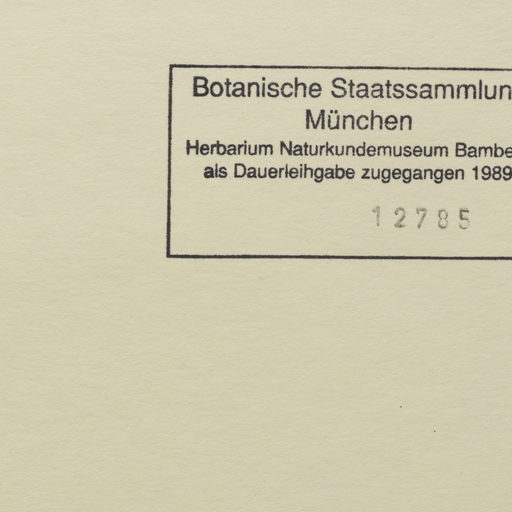 Botanische Staatssammlun
München
Herbarium Naturkundemuseum Bambe
als Dauerleihgabe zugegangen 1989
12785